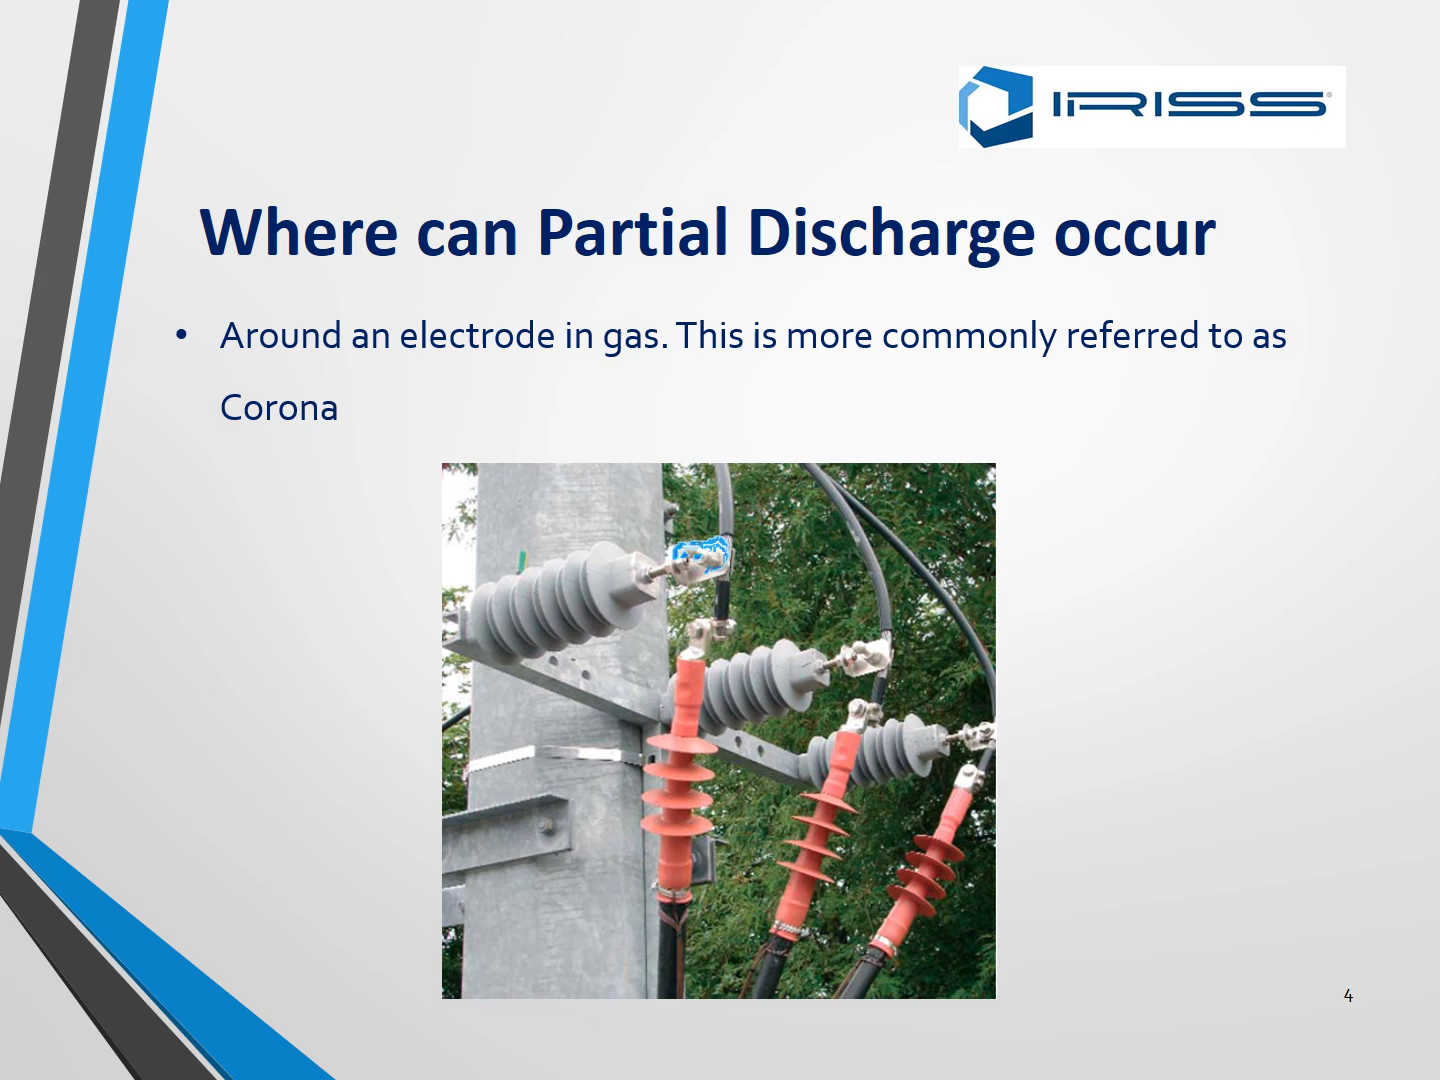 IRISS
Where can Partial Discharge occur
• Around an electrode in gas. This is more commonly referred to as
Corona
4